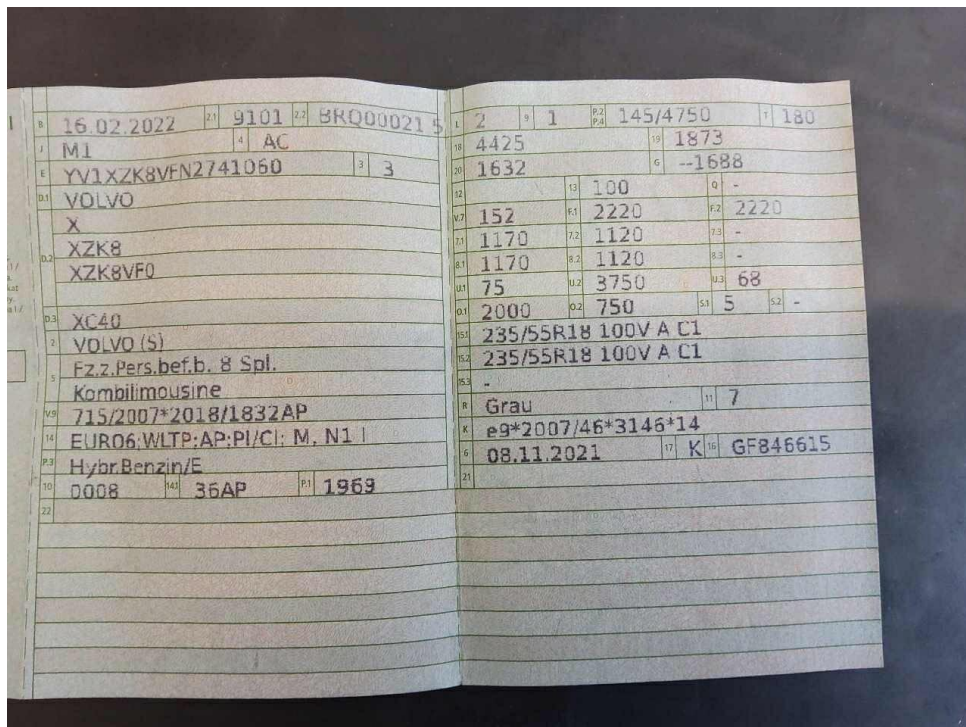 B 16.02.2022 2.1 9101 2.2 BRQ00021 5
J M1 4 AC
E YV1XZK8VFN2741060 3 3
D.1 VOLVO
X
D.2 XZK8
XZK8VF0
D.3 XC40
2 VOLVO (S)
5 Fz.z.Pers.bef.b. 8 Spl.
Kombilimousine
V.9 715/2007*2018/1832AP
14 EURO6;WLTP;AP;PI/CI; M, N1 I
P.3 Hybr.Benzin/E
10 0008 14.1 36AP P.1 1969
22
L 2 9 1 P.2 P.4 145/4750 T 180
18 4425 19 1873
20 1632 G --1688
12 13 100 Q -
V.7 152 F.1 2220 F.2 2220
7.1 1170 7.2 1120 7.3 -
8.1 1170 8.2 1120 8.3 -
U.1 75 U.2 3750 U.3 68
O.1 2000 O.2 750 S.1 5 S.2 -
15.1 235/55R18 100V A C1
15.2 235/55R18 100V A C1
15.3 -
R Grau 11 7
K e9*2007/46*3146*14
6 08.11.2021 17 K 16 GF846615
21